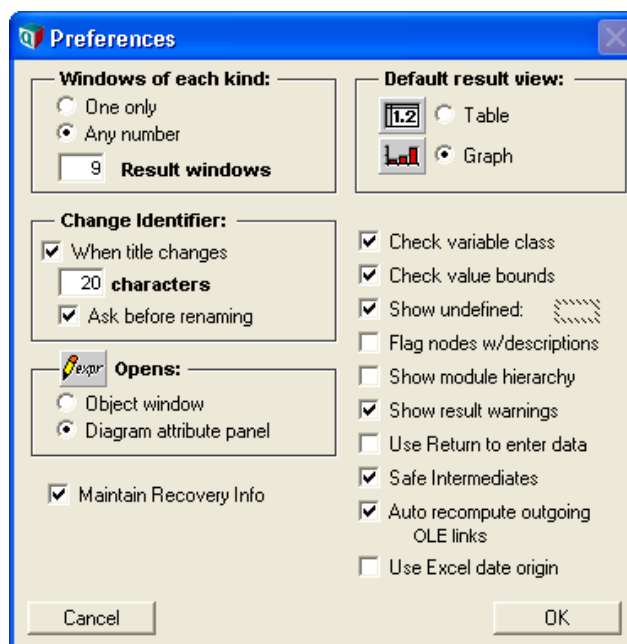 Preferences
Windows of each kind:
One only
Any number
9 Result windows
Default result view:
1.2 Table
Graph
Change Identifier:
When title changes
20 characters
Ask before renaming
expr Opens:
Object window
Diagram attribute panel
Maintain Recovery Info
Check variable class
Check value bounds
Show undefined:
Flag nodes w/descriptions
Show module hierarchy
Show result warnings
Use Return to enter data
Safe Intermediates
Auto recompute outgoing
OLE links
Use Excel date origin
Cancel
OK